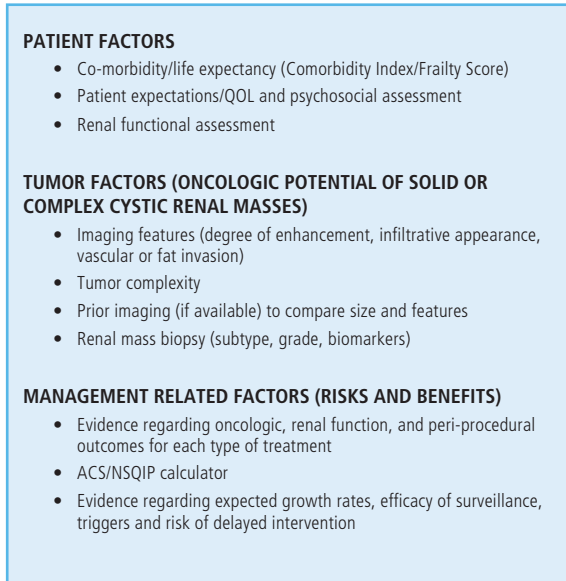 PATIENT FACTORS
• Co-morbidity/life expectancy (Comorbidity Index/Frailty Score)
• Patient expectations/QOL and psychosocial assessment
• Renal functional assessment
TUMOR FACTORS (ONCOLOGIC POTENTIAL OF SOLID OR
COMPLEX CYSTIC RENAL MASSES)
• Imaging features (degree of enhancement, infiltrative appearance,
vascular or fat invasion)
• Tumor complexity
• Prior imaging (if available) to compare size and features
• Renal mass biopsy (subtype, grade, biomarkers)
MANAGEMENT RELATED FACTORS (RISKS AND BENEFITS)
• Evidence regarding oncologic, renal function, and peri-procedural
outcomes for each type of treatment
• ACS/NSQIP calculator
• Evidence regarding expected growth rates, efficacy of surveillance,
triggers and risk of delayed intervention